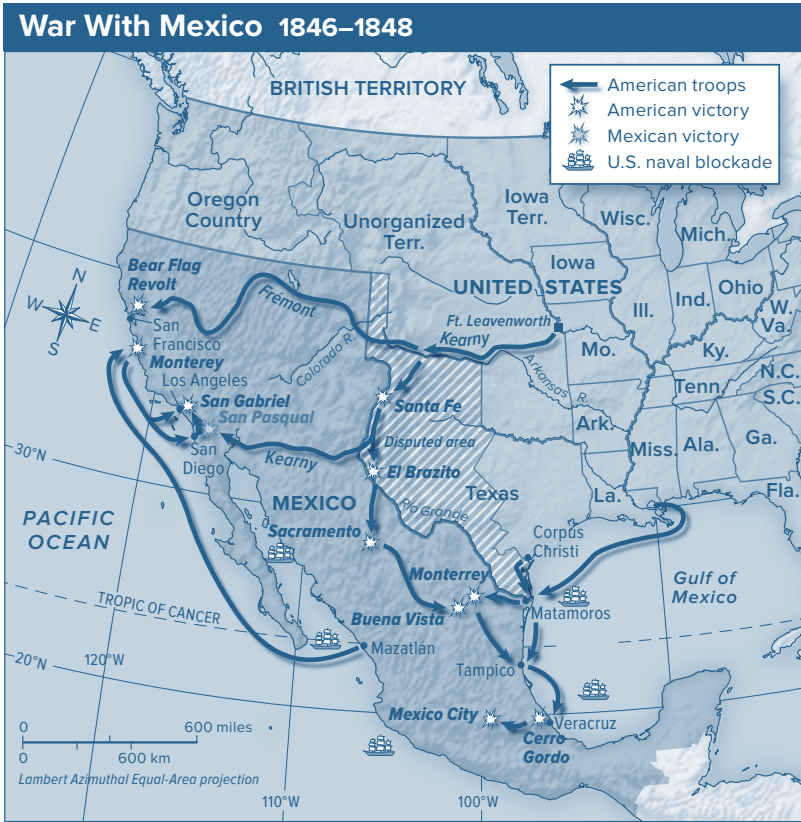 War With Mexico 1846–1848
American troops
American victory
Mexican victory
U.S. naval blockade
BRITISH TERRITORY
Oregon
Country
Unorganized
Terr.
Iowa
Terr.
Wisc.
Mich.
Iowa
UNITED STATES
Ill.
Ind.
Ohio
W.
Va.
Bear Flag
Revolt
Fremont
Ft. Leavenworth
Kearny
Mo.
Ky.
N
W
E
S
San
Francisco
Monterey
Los Angeles
Colorado R.
Arkansas R.
Tenn.
N.C.
S.C.
San Gabriel
San Pasqual
Santa Fe
Ark.
Miss.
Ala.
Ga.
San
Diego
Kearny
Disputed area
El Brazito
30°N
Texas
La.
Fla.
MEXICO
Rio Grande
PACIFIC
OCEAN
Sacramento
Corpus
Christi
Monterrey
Gulf of
Mexico
Buena Vista
Matamoros
TROPIC OF CANCER
Mazatlán
Tampico
20°N
120°W
Mexico City
Veracruz
Cerro
Gordo
0
600 miles
0
600 km
Lambert Azimuthal Equal-Area projection
110°W
100°W